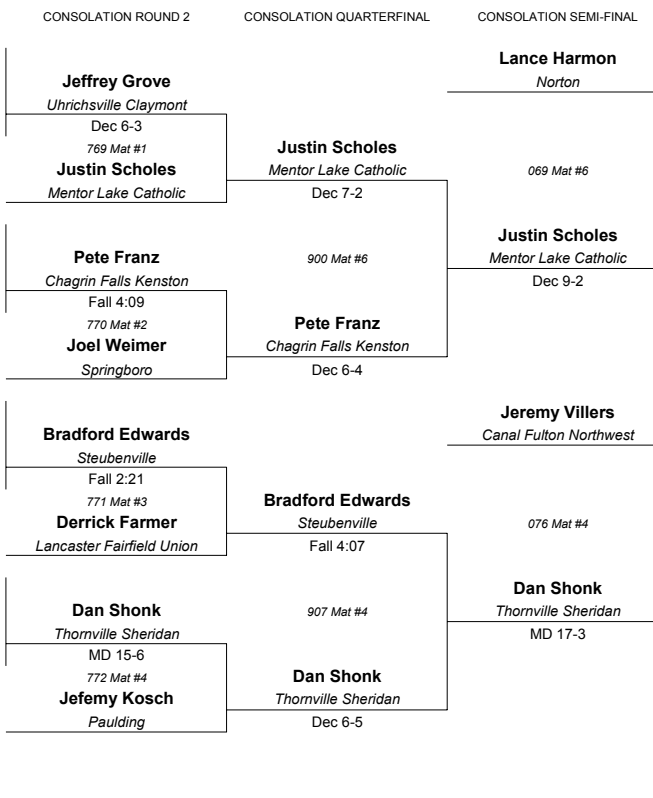 CONSOLATION ROUND 2
CONSOLATION QUARTERFINAL
CONSOLATION SEMI-FINAL
Jeffrey Grove
Uhrichsville Claymont
Dec 6-3
769 Mat #1
Justin Scholes
Mentor Lake Catholic
Pete Franz
Chagrin Falls Kenston
Fall 4:09
770 Mat #2
Joel Weimer
Springboro
Bradford Edwards
Steubenville
Fall 2:21
771 Mat #3
Derrick Farmer
Lancaster Fairfield Union
Dan Shonk
Thornville Sheridan
MD 15-6
772 Mat #4
Jefemy Kosch
Paulding
Justin Scholes
Mentor Lake Catholic
Dec 7-2
900 Mat #6
Pete Franz
Chagrin Falls Kenston
Dec 6-4
Bradford Edwards
Steubenville
Fall 4:07
907 Mat #4
Dan Shonk
Thornville Sheridan
Dec 6-5
Lance Harmon
Norton
069 Mat #6
Justin Scholes
Mentor Lake Catholic
Dec 9-2
Jeremy Villers
Canal Fulton Northwest
076 Mat #4
Dan Shonk
Thornville Sheridan
MD 17-3